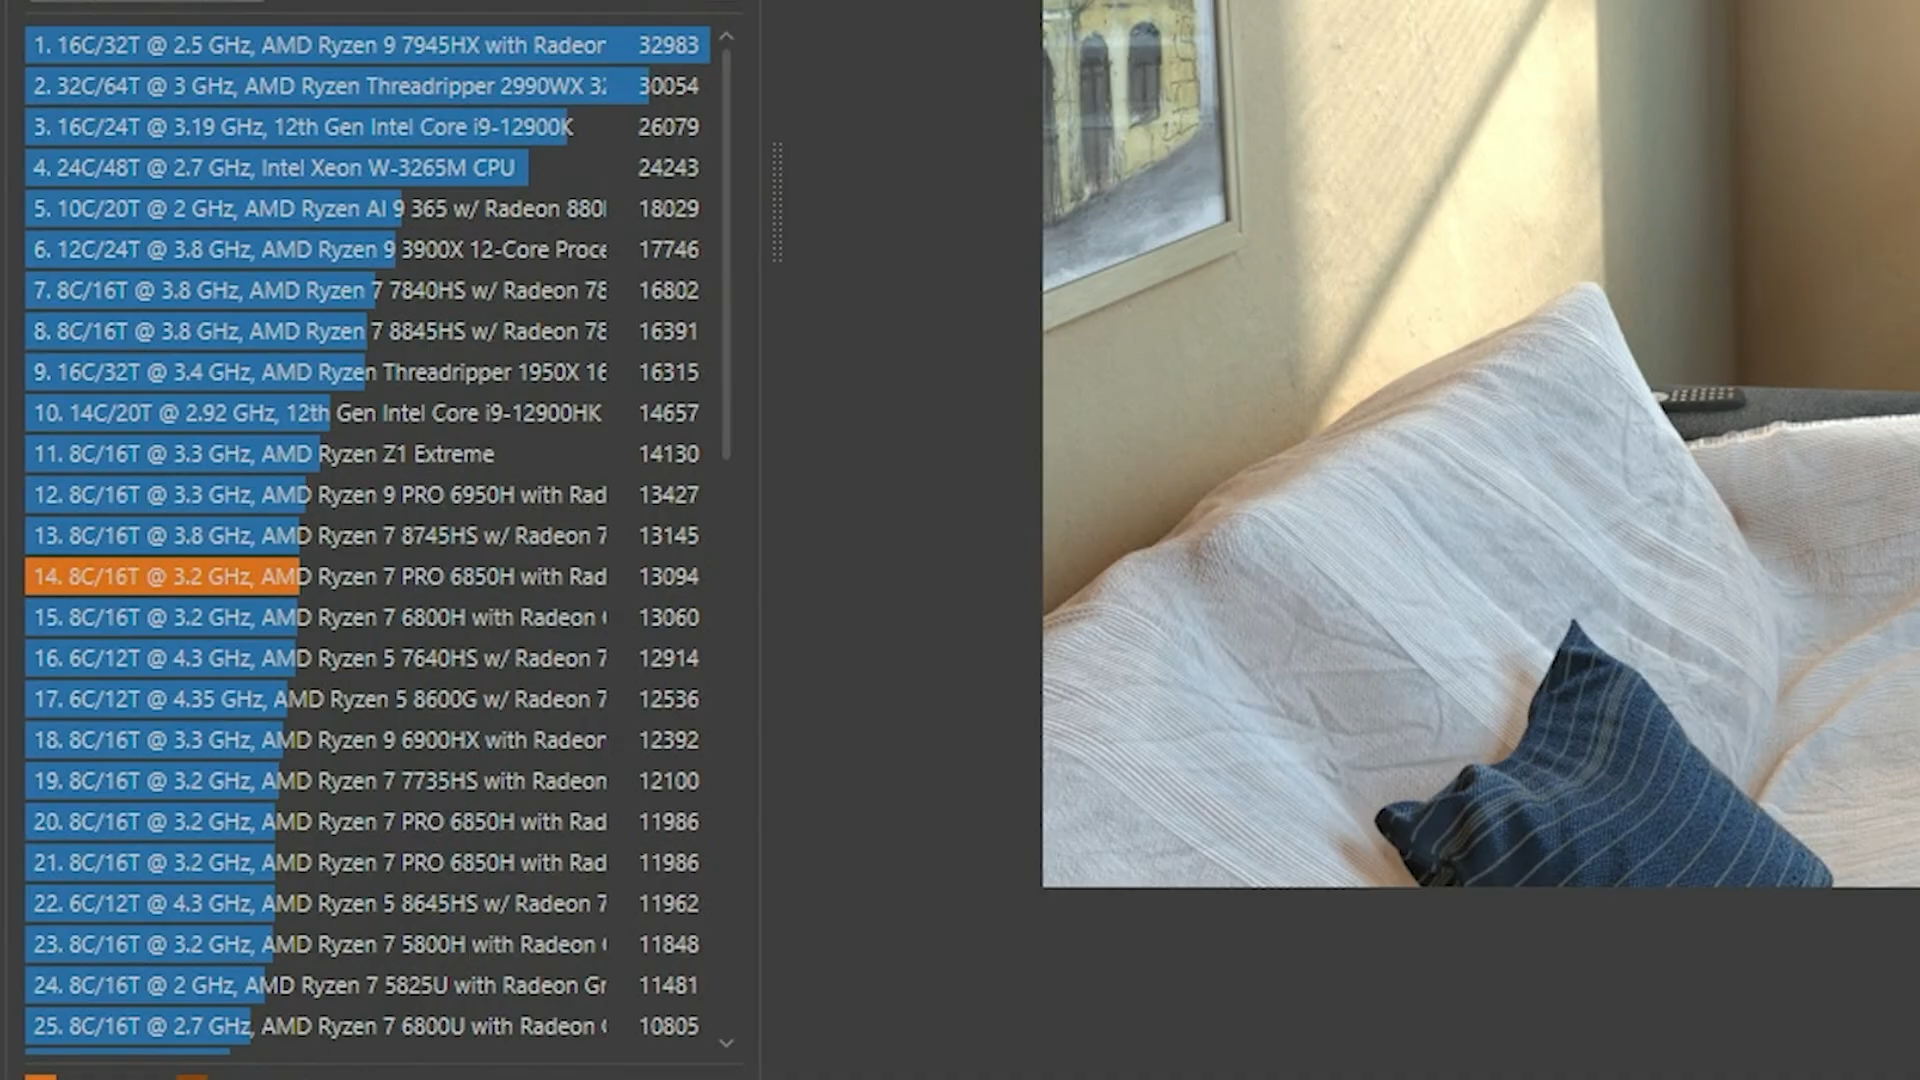 1. 16C/32T @ 2.5 GHz, AMD Ryzen 9 7945HX with Radeon 32983
2. 32C/64T @ 3 GHz, AMD Ryzen Threadripper 2990WX 32 30054
3. 16C/24T @ 3.19 GHz, 12th Gen Intel Core i9-12900K 26079
4. 24C/48T @ 2.7 GHz, Intel Xeon W-3265M CPU 24243
5. 10C/20T @ 2 GHz, AMD Ryzen AI 9 365 w/ Radeon 880 18029
6. 12C/24T @ 3.8 GHz, AMD Ryzen 9 3900X 12-Core Proce 17746
7. 8C/16T @ 3.8 GHz, AMD Ryzen 7 7840HS w/ Radeon 78 16802
8. 8C/16T @ 3.8 GHz, AMD Ryzen 7 8845HS w/ Radeon 78 16391
9. 16C/32T @ 3.4 GHz, AMD Ryzen Threadripper 1950X 16 16315
10. 14C/20T @ 2.92 GHz, 12th Gen Intel Core i9-12900HK 14657
11. 8C/16T @ 3.3 GHz, AMD Ryzen Z1 Extreme 14130
12. 8C/16T @ 3.3 GHz, AMD Ryzen 9 PRO 6950H with Rad 13427
13. 8C/16T @ 3.8 GHz, AMD Ryzen 7 8745HS w/ Radeon 7 13145
14. 8C/16T @ 3.2 GHz, AMD Ryzen 7 PRO 6850H with Rad 13094
15. 8C/16T @ 3.2 GHz, AMD Ryzen 7 6800H with Radeon 13060
16. 6C/12T @ 4.3 GHz, AMD Ryzen 5 7640HS w/ Radeon 7 12914
17. 6C/12T @ 4.35 GHz, AMD Ryzen 5 8600G w/ Radeon 7 12536
18. 8C/16T @ 3.3 GHz, AMD Ryzen 9 6900HX with Radeon 12392
19. 8C/16T @ 3.2 GHz, AMD Ryzen 7 7735HS with Radeon 12100
20. 8C/16T @ 3.2 GHz, AMD Ryzen 7 PRO 6850H with Rad 11986
21. 8C/16T @ 3.2 GHz, AMD Ryzen 7 PRO 6850H with Rad 11986
22. 6C/12T @ 4.3 GHz, AMD Ryzen 5 8645HS w/ Radeon 7 11962
23. 8C/16T @ 3.2 GHz, AMD Ryzen 7 5800H with Radeon 11848
24. 8C/16T @ 2 GHz, AMD Ryzen 7 5825U with Radeon Gr 11481
25. 8C/16T @ 2.7 GHz, AMD Ryzen 7 6800U with Radeon 10805